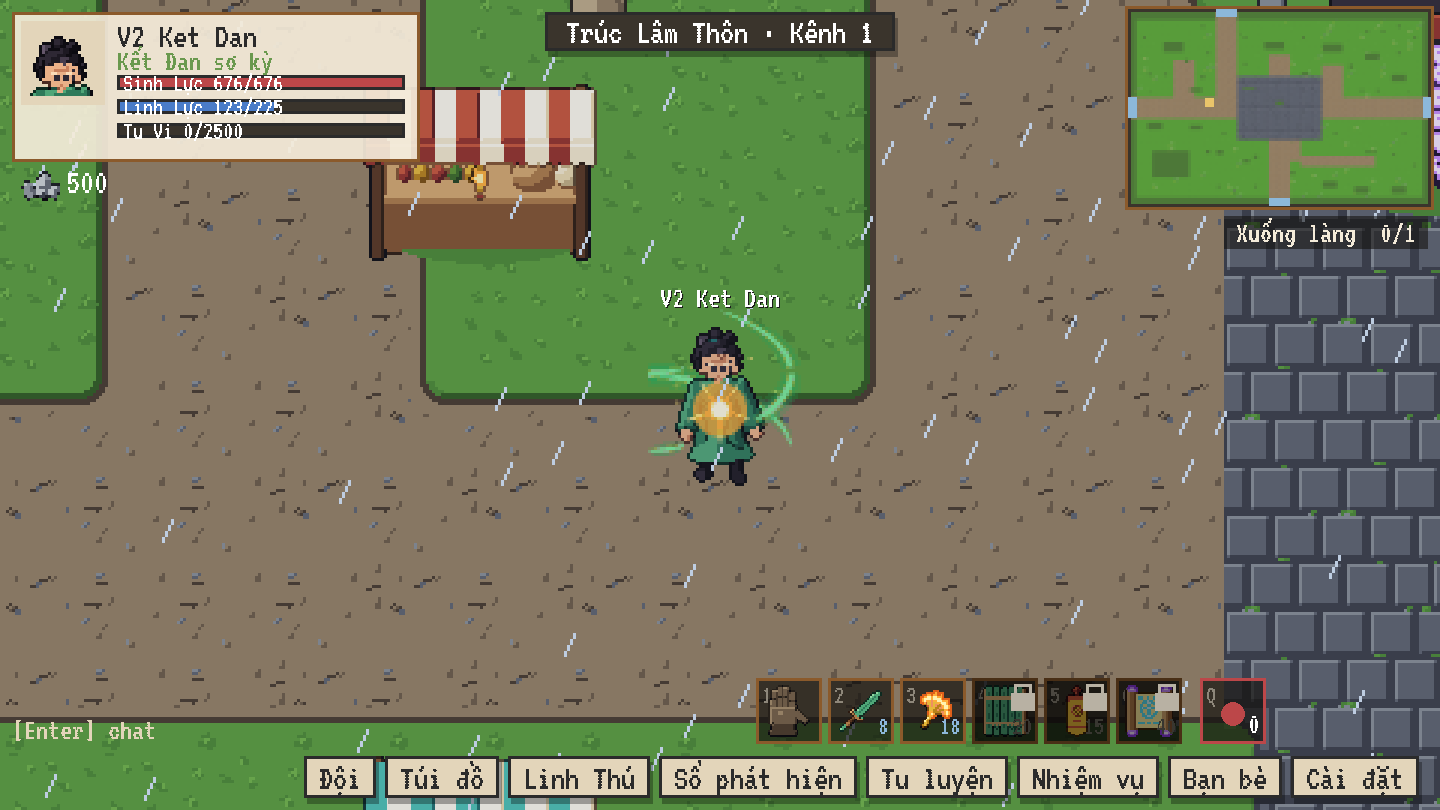 V2 Ket Dan
Kết Đan sơ kỳ
Sinh Lực 676/676
Linh Lực 123/225
Tu Vi 0/2500
500
Trúc Lâm Thôn · Kênh 1
Xuống làng 0/1
V2 Ket Dan
[Enter] chat
1
2
8
3
18
5
15
Q
0
Đội
Túi đồ
Linh Thú
Sổ phát hiện
Tu luyện
Nhiệm vụ
Bạn bè
Cài đặt